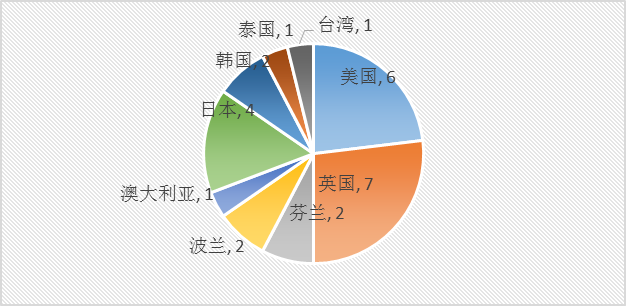 泰国, 1
台湾, 1
韩国, 2
美国, 6
日本, 4
英国, 7
澳大利亚, 1
芬兰, 2
波兰, 2